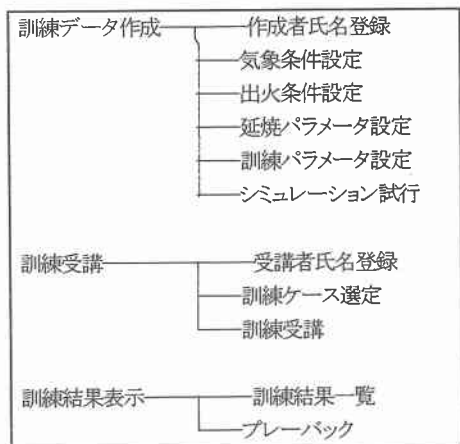 訓練データ作成 作成者氏名登録
気象条件設定
出火条件設定
延焼パラメータ設定
訓練パラメータ設定
シミュレーション試行
訓練受講 受講者氏名登録
訓練ケース選定
訓練受講
訓練結果表示 訓練結果一覧
プレーバック